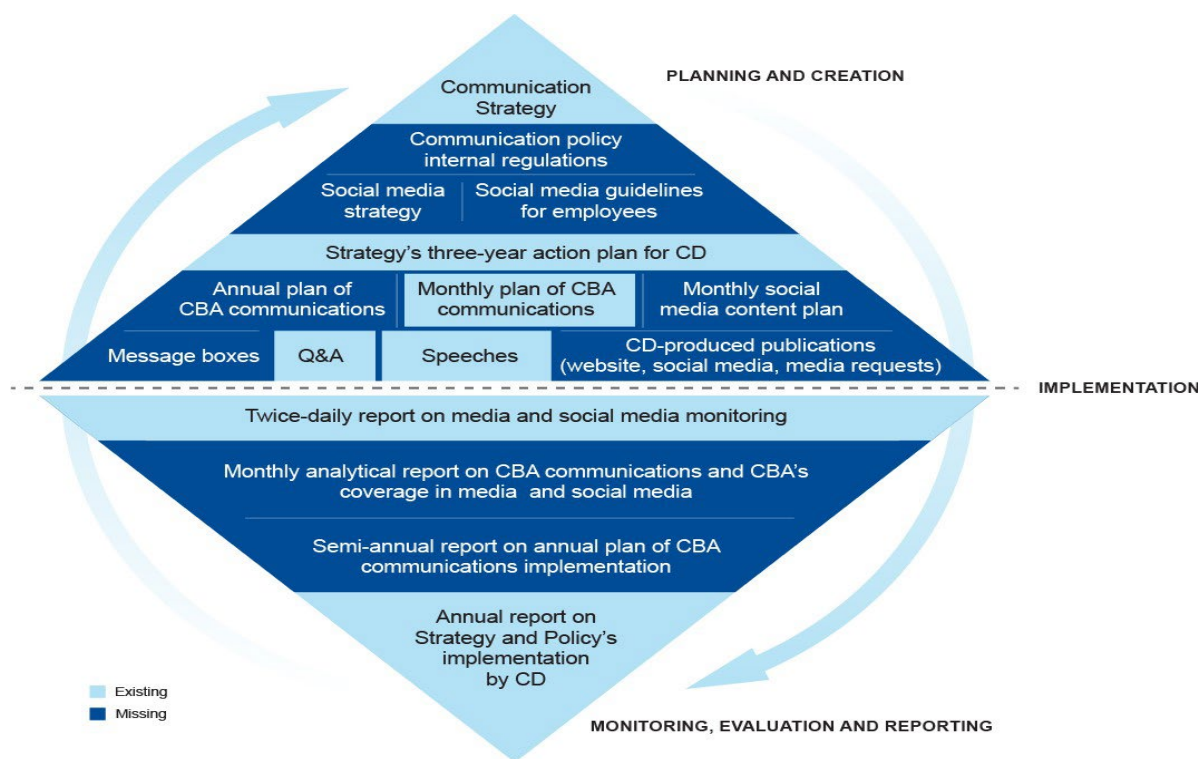 PLANNING AND CREATION
Communication
Strategy
Communication policy
internal regulations
Social media
strategy
Social media guidelines
for employees
Strategy's three-year action plan for CD
Annual plan of
CBA communications
Monthly plan of CBA
communications
Monthly social
media content plan
Message boxes
Q&A
Speeches
CD-produced publications
(website, social media, media requests)
IMPLEMENTATION
Twice-daily report on media and social media monitoring
Monthly analytical report on CBA communications and CBA's
coverage in media and social media
Semi-annual report on annual plan of CBA
communications implementation
Annual report on
Strategy and Policy's
implementation
by CD
Existing
Missing
MONITORING, EVALUATION AND REPORTING